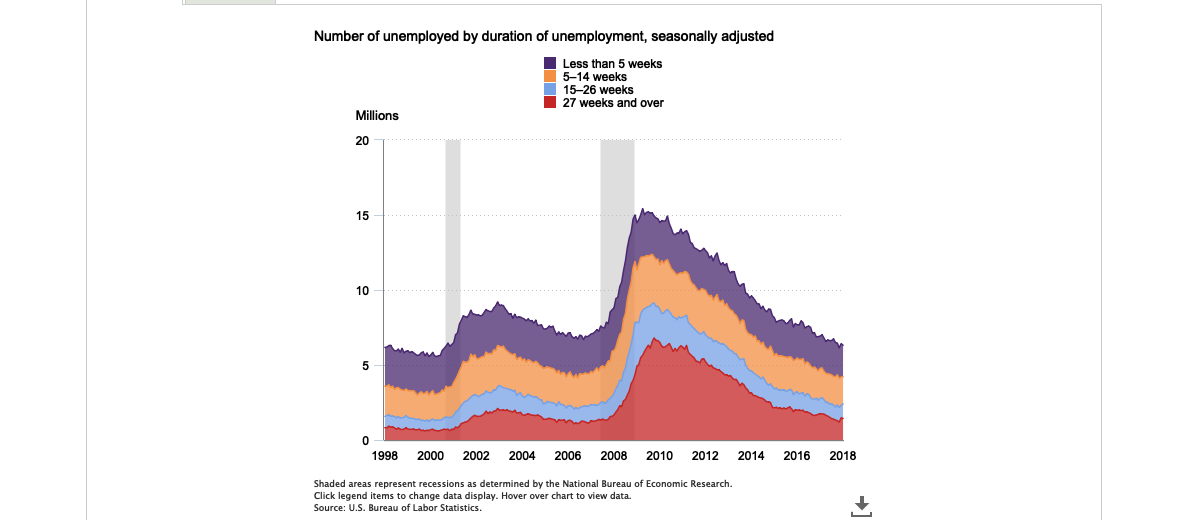 Number of unemployed by duration of unemployment, seasonally adjusted
Less than 5 weeks
5–14 weeks
15–26 weeks
27 weeks and over
Millions
20
15
10
5
0
1998 2000 2002 2004 2006 2008 2010 2012 2014 2016 2018
Shaded areas represent recessions as determined by the National Bureau of Economic Research.
Click legend items to change data display. Hover over chart to view data.
Source: U.S. Bureau of Labor Statistics.